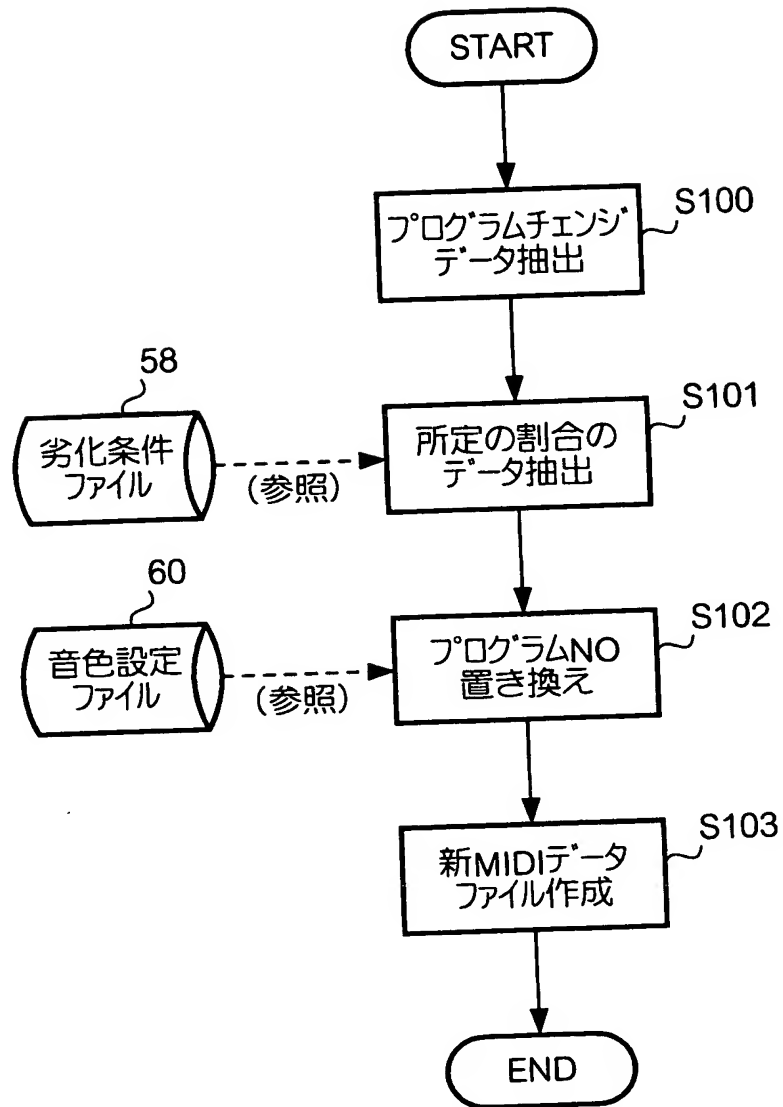 START
プログラムチェンジ
データ抽出
S100
58
劣化条件
ファイル
(参照)
所定の割合の
データ抽出
S101
60
音色設定
ファイル
(参照)
プログラムNO
置き換え
S102
新MIDIデータ
ファイル作成
S103
END